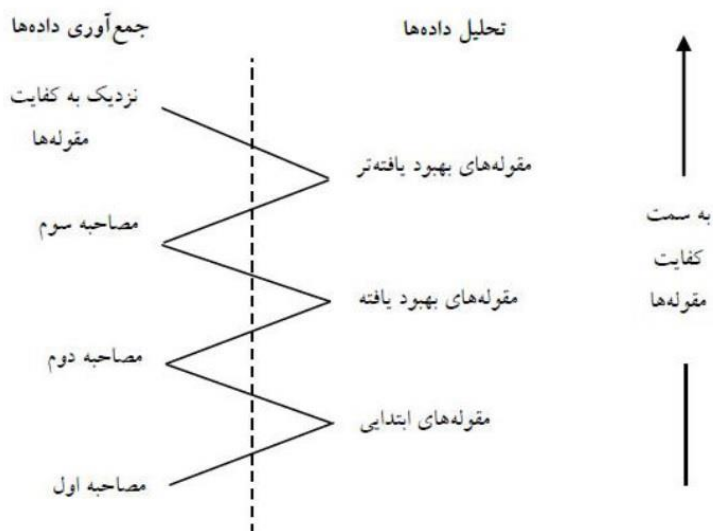 جمع‌آوری داده‌ها
تحلیل داده‌ها
نزدیک به کفایت
مقوله‌ها
مقوله‌های بهبود یافته‌تر
مصاحبه سوم
به سمت
کفایت
مقوله‌ها
مقوله‌های بهبود یافته
مصاحبه دوم
مقوله‌های ابتدایی
مصاحبه اول